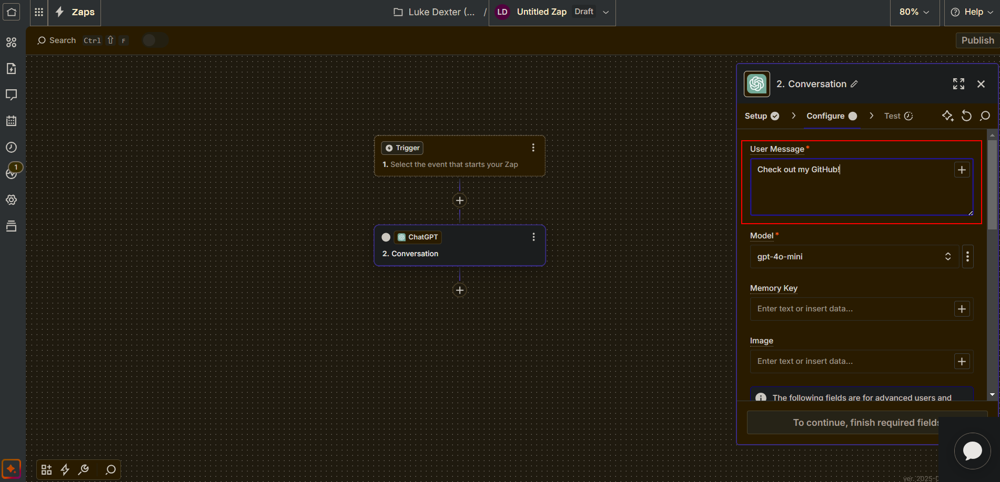 Zaps
Luke Dexter (... / LD Untitled Zap Draft
80%
Help
Search Ctrl ⇧ F
Publish
1
Trigger
1. Select the event that starts your Zap
ChatGPT
2. Conversation
2. Conversation
Setup
Configure
Test
User Message *
Check out my GitHub!
Model *
gpt-4o-mini
Memory Key
Enter text or insert data...
Image
Enter text or insert data...
The following fields are for advanced users and
To continue, finish required fields
ver. 2025-0